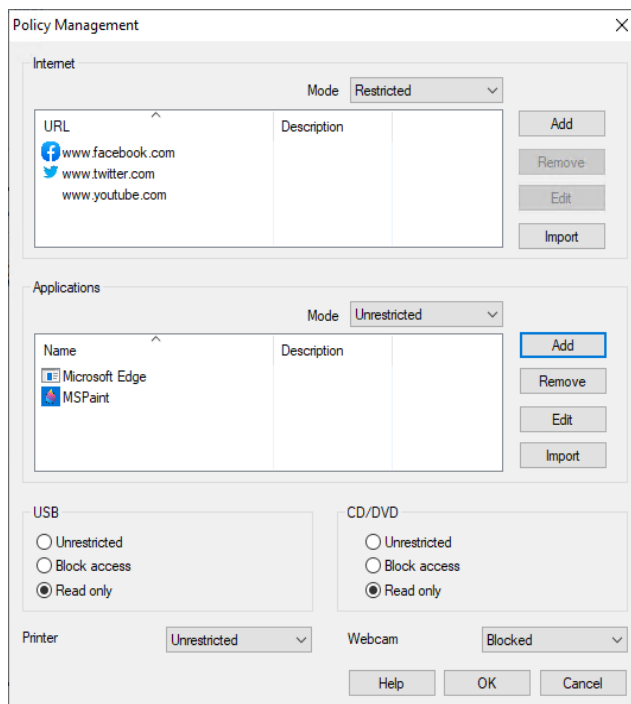 Policy Management
Internet
Mode Restricted
URL Description
www.facebook.com
www.twitter.com
www.youtube.com
Add
Remove
Edit
Import
Applications
Mode Unrestricted
Name Description
Microsoft Edge
MSPaint
Add
Remove
Edit
Import
USB
Unrestricted
Block access
Read only
CD/DVD
Unrestricted
Block access
Read only
Printer Unrestricted
Webcam Blocked
Help OK Cancel